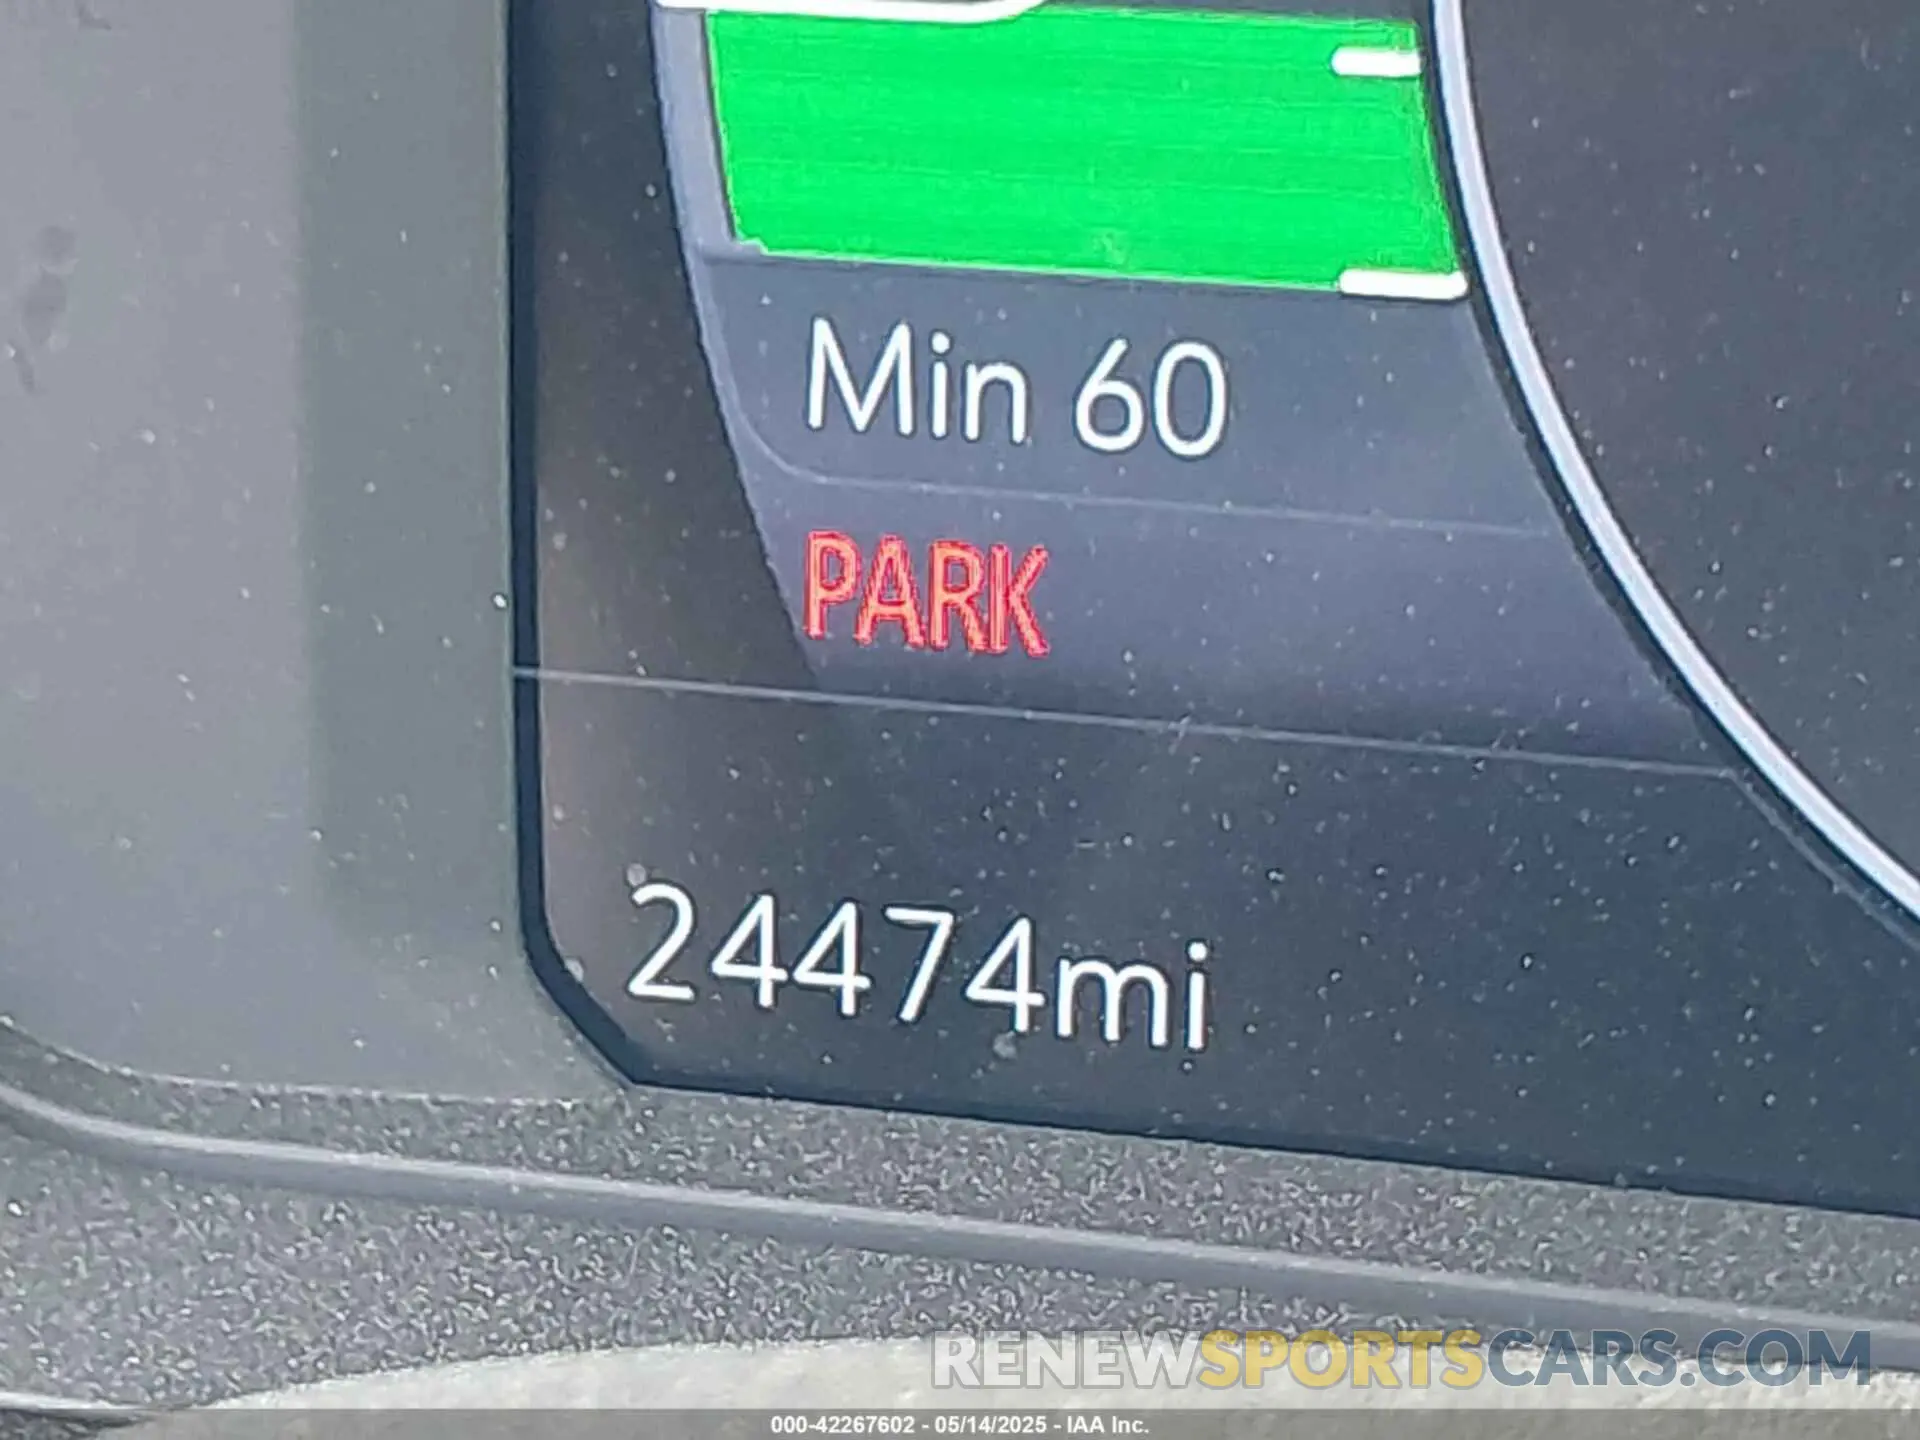 Min 60
PARK
24474mi
RENEWSPORTSCARS.COM
000-42267602 - 05/14/2025 - IAA Inc.